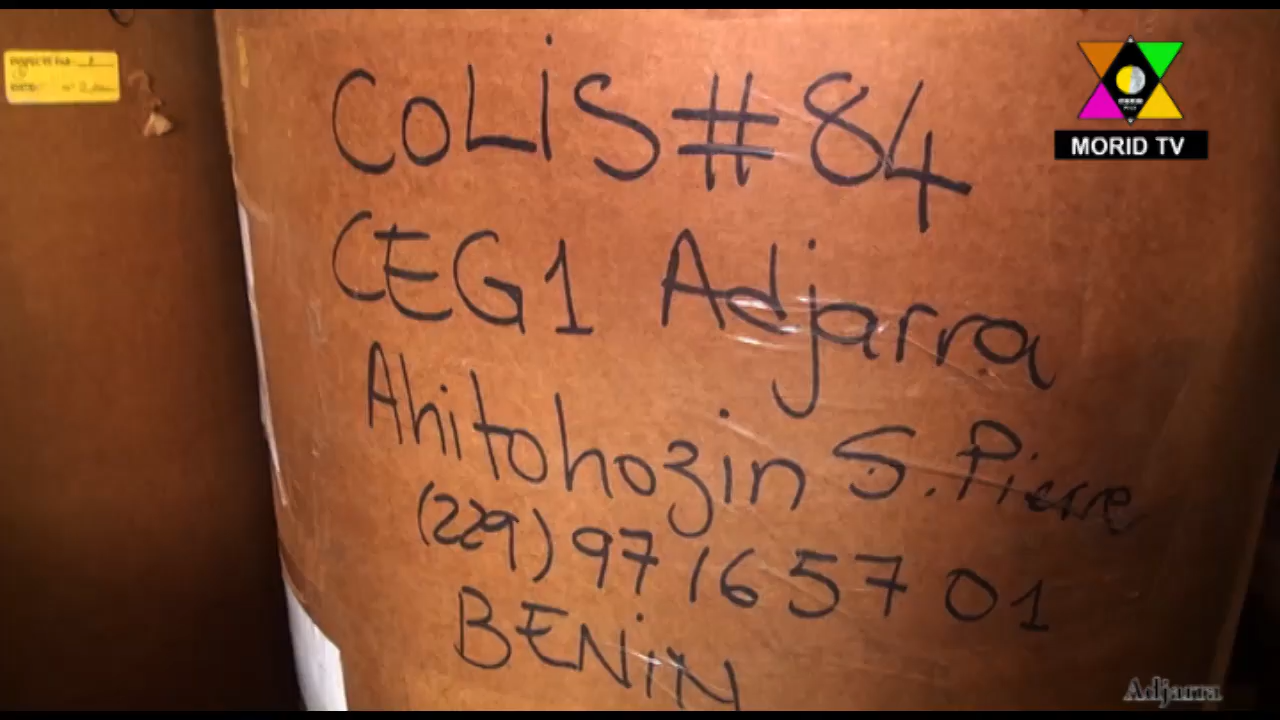 CoLiS # 84
CEG1 Adjarra
Ahitohozin S. Pierre
(229) 97 16 57 01
BENiN
MORID TV
Adjarra